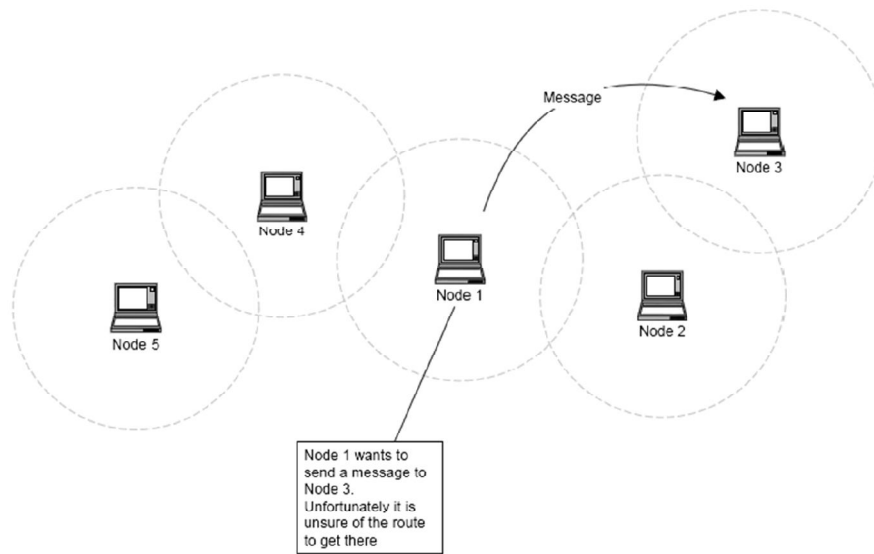 Message
Node 3
Node 4
Node 1
Node 5
Node 2
Node 1 wants to
send a message to
Node 3.
Unfortunately it is
unsure of the route
to get there